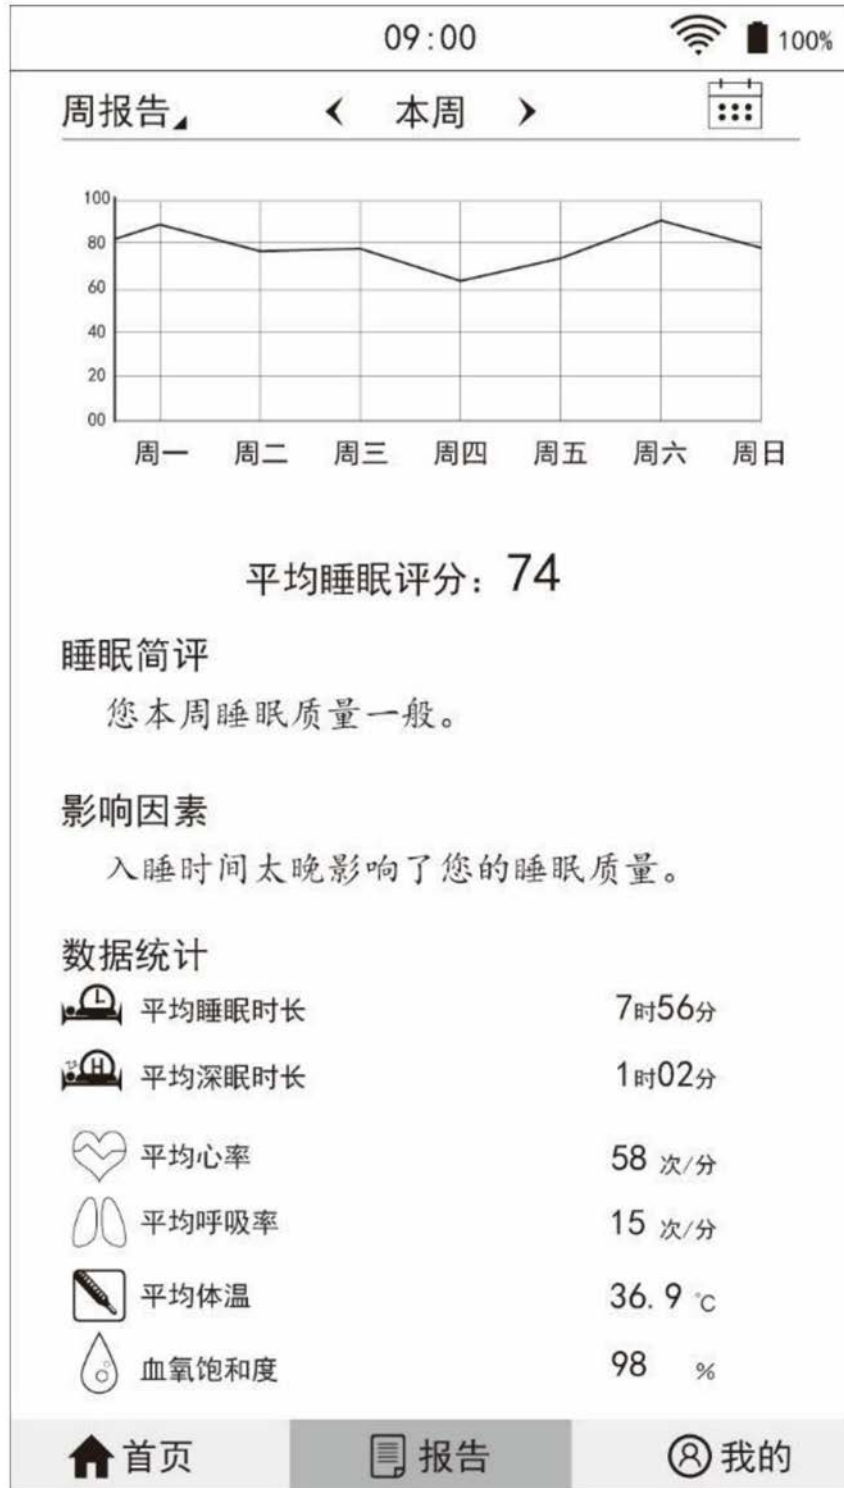 09:00 100%
周报告 本周
100
80
60
40
20
00
周一 周二 周三 周四 周五 周六 周日
平均睡眠评分：74
睡眠简评
您本周睡眠质量一般。
影响因素
入睡时间太晚影响了您的睡眠质量。
数据统计
L 平均睡眠时长 7时56分
zz H 平均深眠时长 1时02分
平均心率 58 次/分
平均呼吸率 15 次/分
平均体温 36.9 ℃
血氧饱和度 98 %
首页 报告 我的